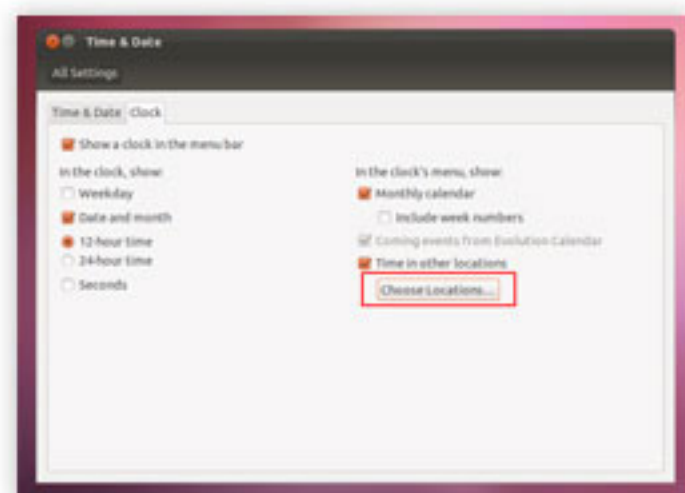 Time & Date
All Settings
Time & Date Clock
Show a clock in the menu bar
In the clock, show:
Weekday
Date and month
12-hour time
24-hour time
Seconds
In the clock's menu, show:
Monthly calendar
Include week numbers
Coming events from Evolution Calendar
Time in other locations
Choose Locations...